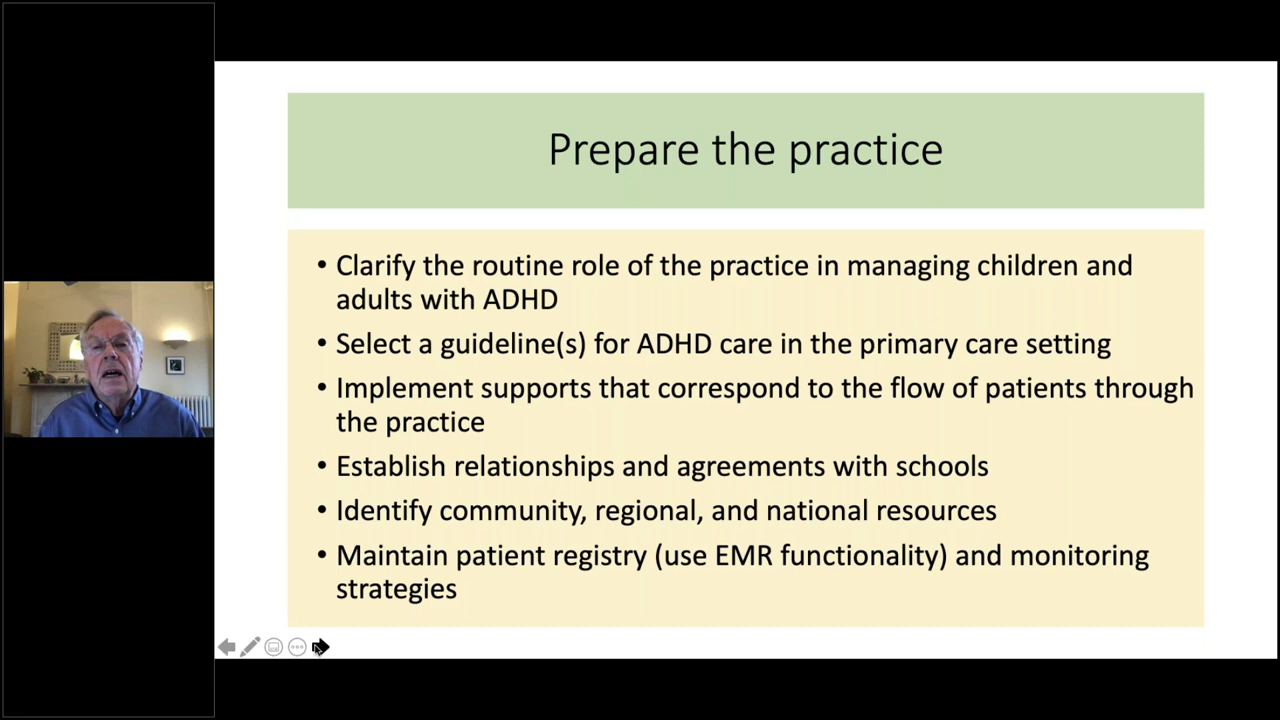 Prepare the practice
• Clarify the routine role of the practice in managing children and
adults with ADHD
• Select a guideline(s) for ADHD care in the primary care setting
• Implement supports that correspond to the flow of patients through
the practice
• Establish relationships and agreements with schools
• Identify community, regional, and national resources
• Maintain patient registry (use EMR functionality) and monitoring
strategies